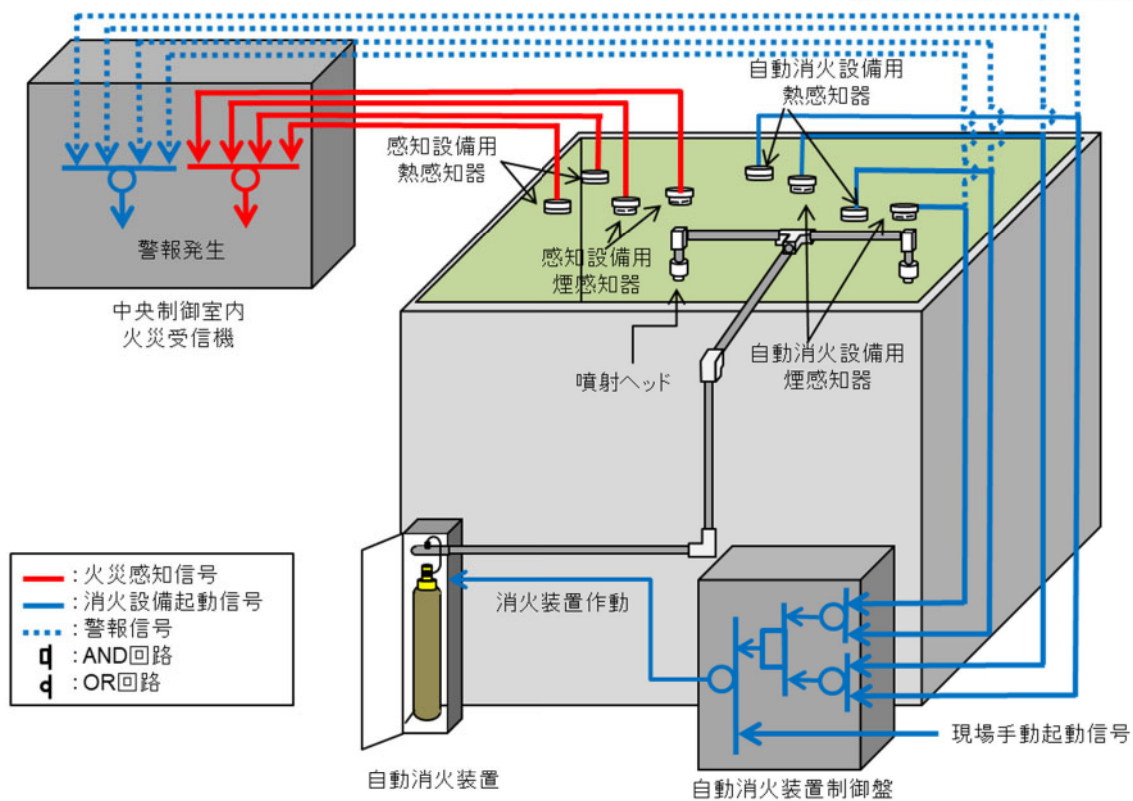 自動消火設備用
熱感知器
感知設備用
熱感知器
警報発生
感知設備用
煙感知器
中央制御室内
火災受信機
噴射ヘッド
自動消火設備用
煙感知器
:火災感知信号
:消火設備起動信号
:警報信号
:AND回路
:OR回路
消火装置作動
現場手動起動信号
自動消火装置
自動消火装置制御盤